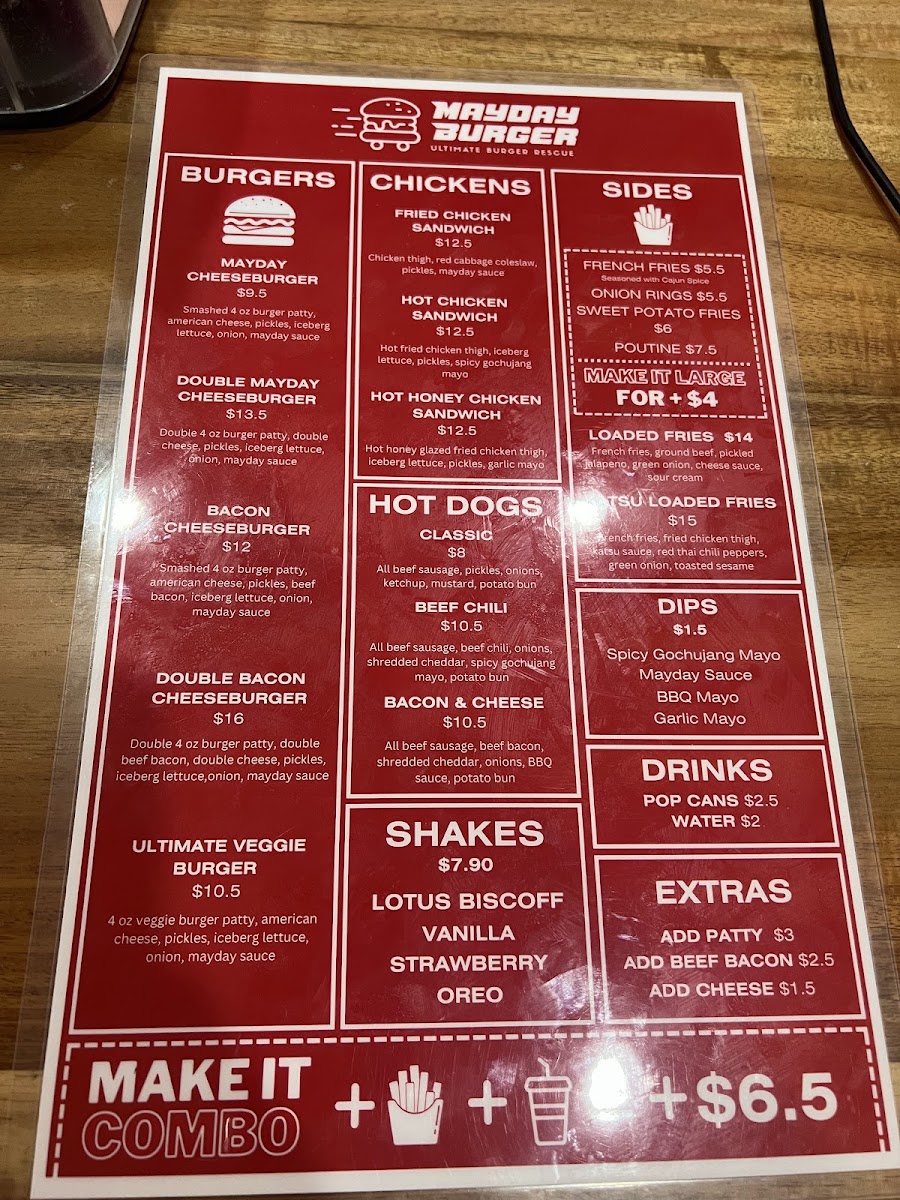 MAYDAY
BURGER
ULTIMATE BURGER RESCUE
BURGERS
MAYDAY
CHEESEBURGER
$9.5
Smashed 4 oz burger patty,
american cheese, pickles, iceberg
lettuce, onion, mayday sauce
DOUBLE MAYDAY
CHEESEBURGER
$13.5
Double 4 oz burger patty, double
cheese, pickles, iceberg lettuce,
onion, mayday sauce
BACON
CHEESEBURGER
$12
Smashed 4 oz burger patty,
american cheese, pickles, beef
bacon, iceberg lettuce, onion,
mayday sauce
DOUBLE BACON
CHEESEBURGER
$16
Double 4 oz burger patty, double
beef bacon, double cheese, pickles,
iceberg lettuce,onion, mayday sauce
ULTIMATE VEGGIE
BURGER
$10.5
4 oz veggie burger patty, american
cheese, pickles, iceberg lettuce,
onion, mayday sauce
CHICKENS
FRIED CHICKEN
SANDWICH
$12.5
Chicken thigh, red cabbage coleslaw,
pickles, mayday sauce
HOT CHICKEN
SANDWICH
$12.5
Hot fried chicken thigh, iceberg
lettuce, pickles, spicy gochujang
mayo
HOT HONEY CHICKEN
SANDWICH
$12.5
Hot honey glazed fried chicken thigh,
iceberg lettuce, pickles, garlic mayo
HOT DOGS
CLASSIC
$8
All beef sausage, pickles, onions,
ketchup, mustard, potato bun
BEEF CHILI
$10.5
All beef sausage, beef chili, onions,
shredded cheddar, spicy gochujang
mayo, potato bun
BACON & CHEESE
$10.5
All beef sausage, beef bacon,
shredded cheddar, onions, BBQ
sauce, potato bun
SHAKES
$7.90
LOTUS BISCOFF
VANILLA
STRAWBERRY
OREO
SIDES
FRENCH FRIES $5.5
Seasoned with Cajun Spice
ONION RINGS $5.5
SWEET POTATO FRIES
$6
POUTINE $7.5
MAKE IT LARGE
FOR + $4
LOADED FRIES $14
French fries, ground beef, pickled
jalapeno, green onion, cheese sauce,
sour cream
LOADED FRIES
$15
french fries, fried chicken thigh,
katsu sauce, red thai chili peppers,
green onion, toasted sesame
DIPS
$1.5
Spicy Gochujang Mayo
Mayday Sauce
BBQ Mayo
Garlic Mayo
DRINKS
POP CANS $2.5
WATER $2
EXTRAS
ADD PATTY $3
ADD BEEF BACON $2.5
ADD CHEESE $1.5
MAKE IT
COMBO
+ + + $6.5